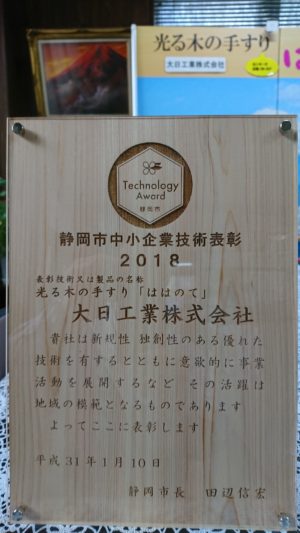 光る木の手すり
大日工業株式会社
は
Technology
Award
静岡市
静岡市中小企業技術表彰
2018
表彰技術又は製品の名称
光る木の手すり「ははのて」
大日工業株式会社
貴社は新規性 独創性のある優れた
技術を有するとともに意欲的に事業
活動を展開するなど その活躍は
地域の模範となるものであります
よってここに表彰します
平成31年1月10日
静岡市長 田辺信宏